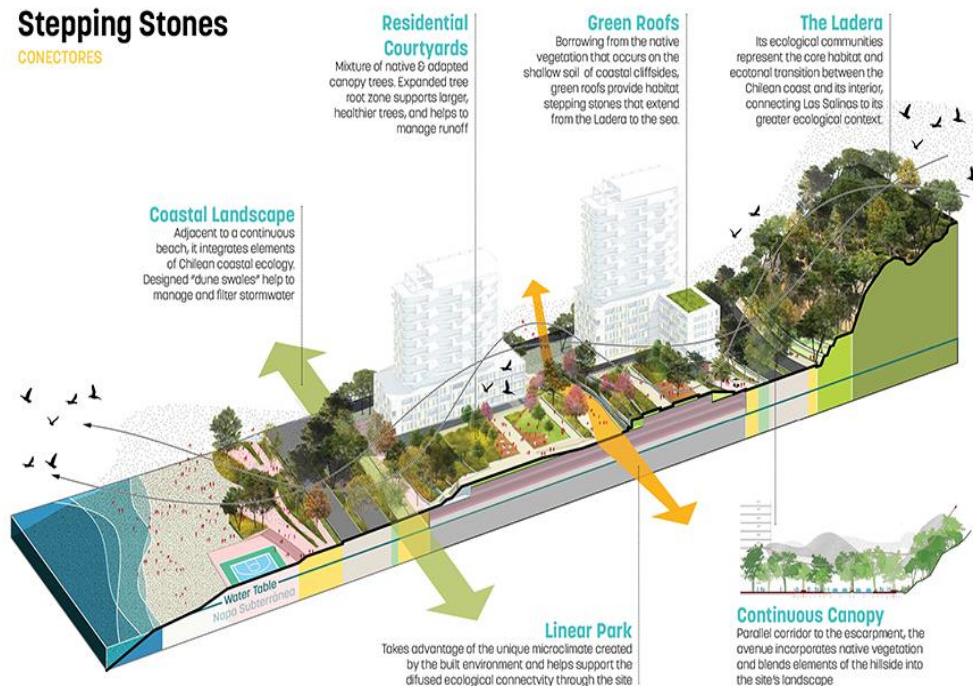 Stepping Stones
CONECTORES
Residential
Courtyards
Mixture of native & adapted
canopy trees. Expanded tree
root zone supports larger,
healthier trees, and helps to
manage runoff
Green Roofs
Borrowing from the native
vegetation that occurs on the
shallow soil of coastal cliffsides,
green roofs provide habitat
stepping stones that extend
from the Ladera to the sea.
The Ladera
Its ecological communities
represent the core habitat and
ecotonal transition between the
Chilean coast and its interior,
connecting Las Salinas to its
greater ecological context.
Coastal Landscape
Adjacent to a continuous
beach, it integrates elements
of Chilean coastal ecology.
Designed "dune swales" help to
manage and filter stormwater
Water Table
Napa Subterránea
Linear Park
Takes advantage of the unique microclimate created
by the built environment and helps support the
difused ecological connectvity through the site
Continuous Canopy
Parallel corridor to the escarpment, the
avenue incorporates native vegetation
and blends elements of the hillside into
the site's landscape